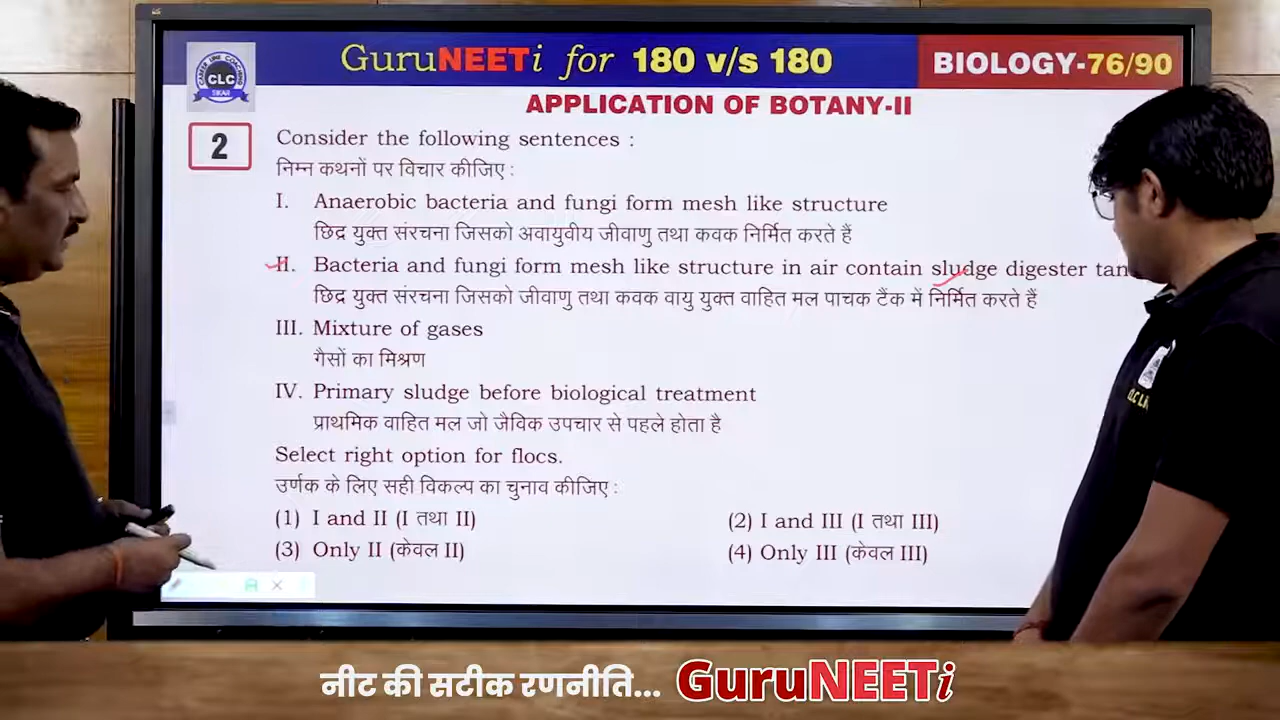 GuruNEETi for 180 v/s 180
BIOLOGY-76/90
CAREER LINE COACHING
CLC
SIKAR
APPLICATION OF BOTANY-II
2
Consider the following sentences :
निम्न कथनों पर विचार कीजिए :
I. Anaerobic bacteria and fungi form mesh like structure
छिद्र युक्त संरचना जिसको अवायुवीय जीवाणु तथा कवक निर्मित करते हैं
II. Bacteria and fungi form mesh like structure in air contain sludge digester
छिद्र युक्त संरचना जिसको जीवाणु तथा कवक वायु युक्त वाहित मल पाचक टैंक में निर्मित करते हैं
III. Mixture of gases
गैसों का मिश्रण
IV. Primary sludge before biological treatment
प्राथमिक वाहित मल जो जैविक उपचार से पहले होता है
Select right option for flocs.
उर्णक के लिए सही विकल्प का चुनाव कीजिए :
(1) I and II (I तथा II)
(2) I and III (I तथा III)
(3) Only II (केवल II)
(4) Only III (केवल III)
नीट की सटीक रणनीति... GuruNEETi